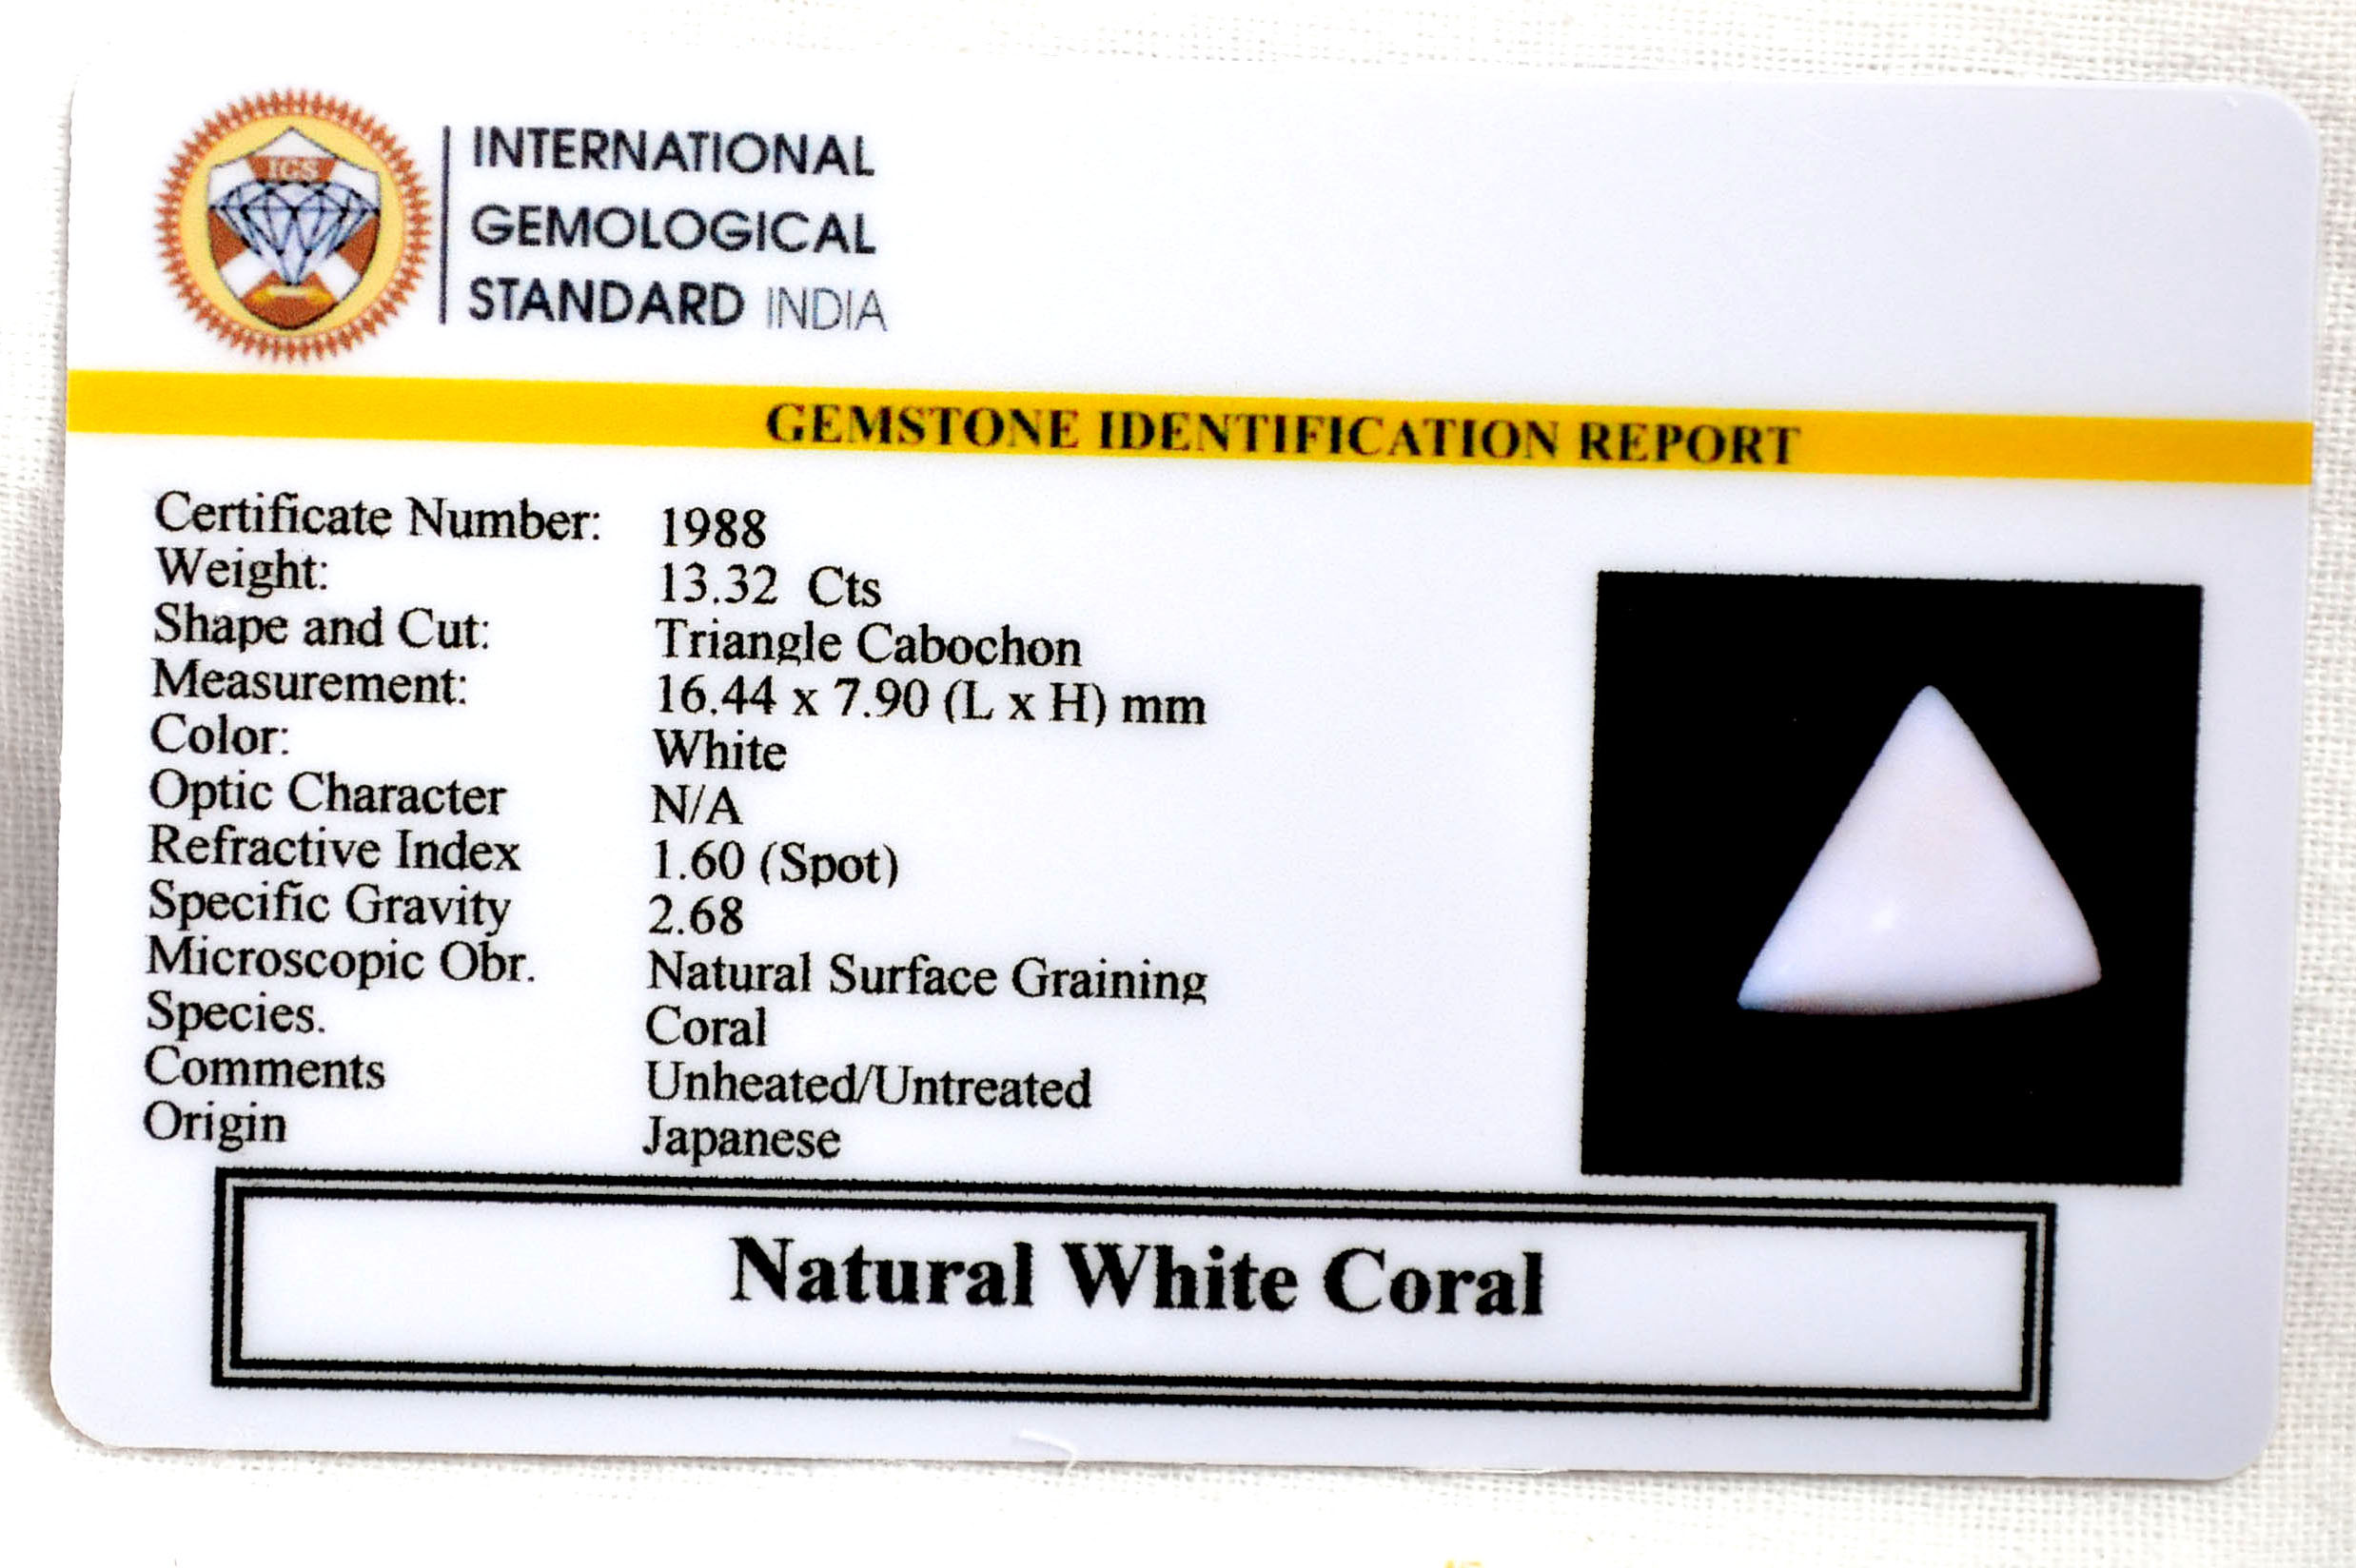 IGS
INTERNATIONAL
GEMOLOGICAL
STANDARD INDIA
GEMSTONE IDENTIFICATION REPORT
Certificate Number: 1988
Weight: 13.32 Cts
Shape and Cut: Triangle Cabochon
Measurement: 16.44 x 7.90 (L x H) mm
Color: White
Optic Character N/A
Refractive Index 1.60 (Spot)
Specific Gravity 2.68
Microscopic Obr. Natural Surface Graining
Species. Coral
Comments Unheated/Untreated
Origin Japanese
Natural White Coral